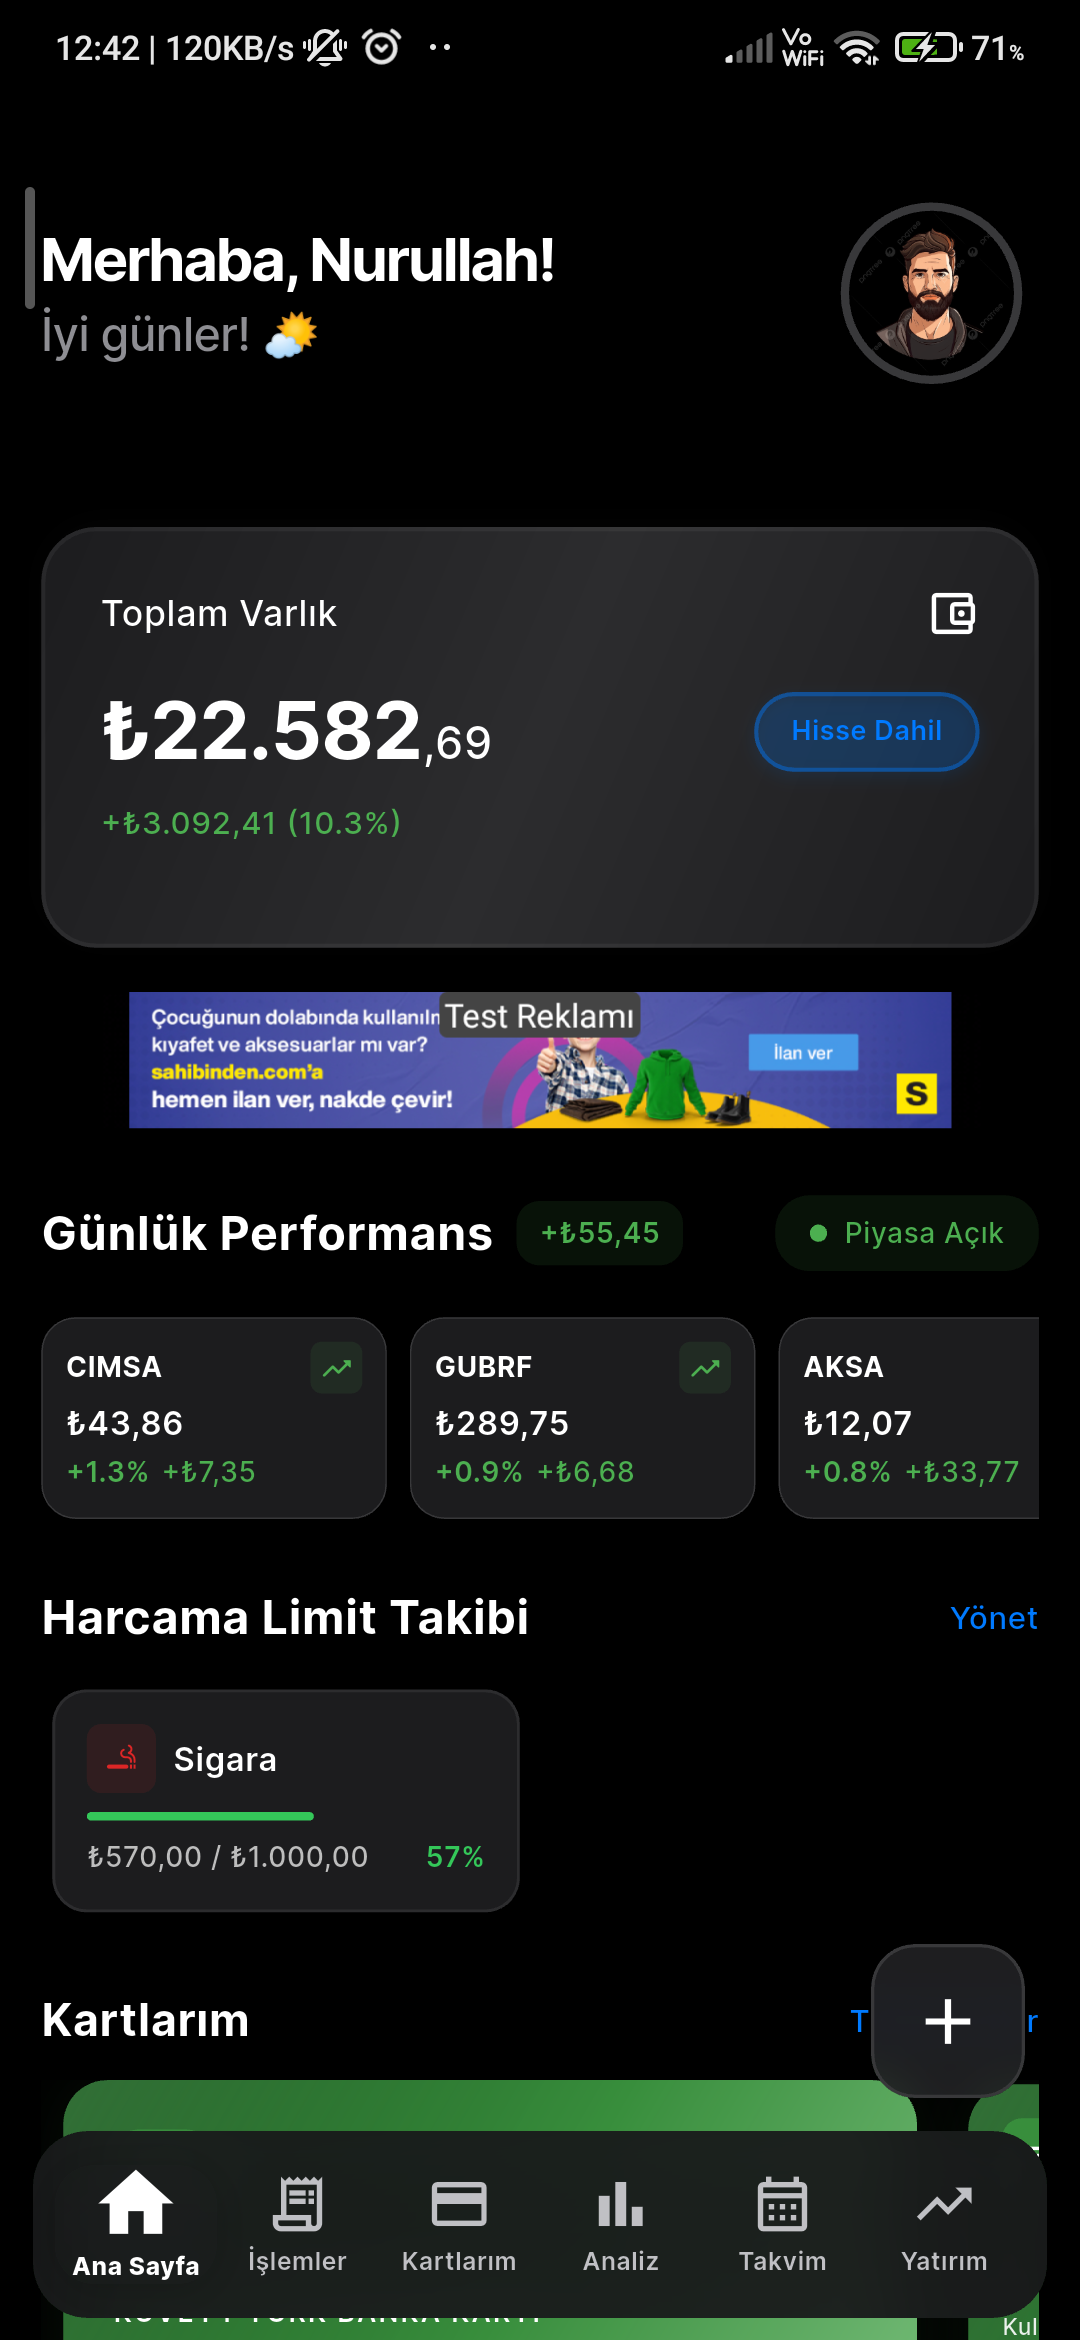 12:42 | 120KB/s
Vo WiFi
71%
Merhaba, Nurullah!
İyi günler!
Toplam Varlık
₺22.582,69
Hisse Dahil
+₺3.092,41 (10.3%)
Test Reklamı
Çocuğunun dolabında
kıyafet ve aksesuarlar mı var?
sahibinden.com'a
hemen ilan ver, nakde çevir!
İlan ver
S
Günlük Performans
+₺55,45
Piyasa Açık
CIMSA
₺43,86
+1.3% +₺7,35
GUBRF
₺289,75
+0.9% +₺6,68
AKSA
₺12,07
+0.8% +₺33,77
Harcama Limit Takibi
Yönet
Sigara
₺570,00 / ₺1.000,00
57%
Kartlarım
Ana Sayfa
İşlemler
Kartlarım
Analiz
Takvim
Yatırım